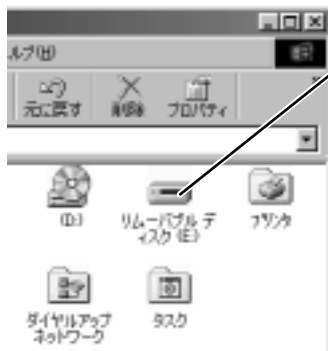 ルプ(H)
元に戻す 削除 プロパティ
(D:) リムーバブル デ
ィスク (E:) プリンタ
ダイヤルアップ
ネットワーク タスク